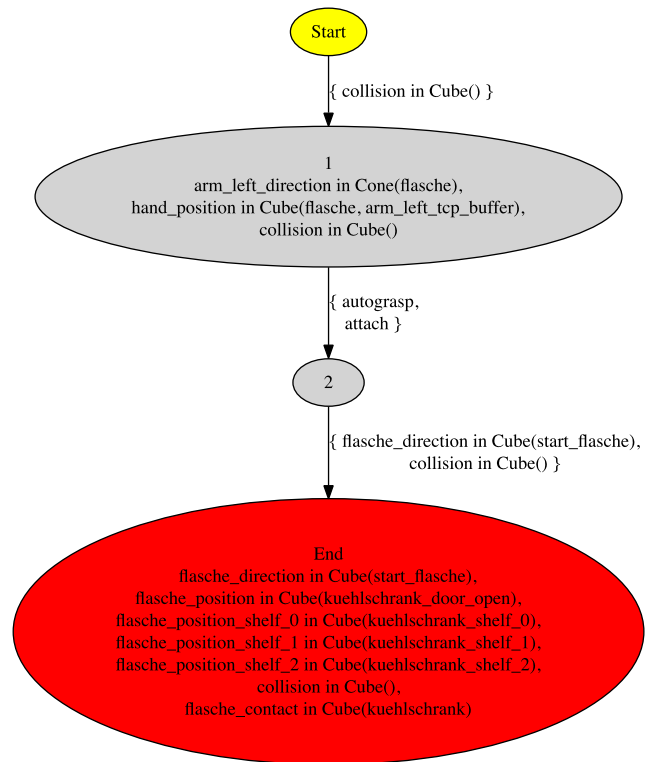 Start
{ collision in Cube() }
1
arm_left_direction in Cone(flasche),
hand_position in Cube(flasche, arm_left_tcp_buffer),
collision in Cube()
{ autograsp,
attach }
2
{ flasche_direction in Cube(start_flasche),
collision in Cube() }
End
flasche_direction in Cube(start_flasche),
flasche_position in Cube(kuehlschrank_door_open),
flasche_position_shelf_0 in Cube(kuehlschrank_shelf_0),
flasche_position_shelf_1 in Cube(kuehlschrank_shelf_1),
flasche_position_shelf_2 in Cube(kuehlschrank_shelf_2),
collision in Cube(),
flasche_contact in Cube(kuehlschrank)